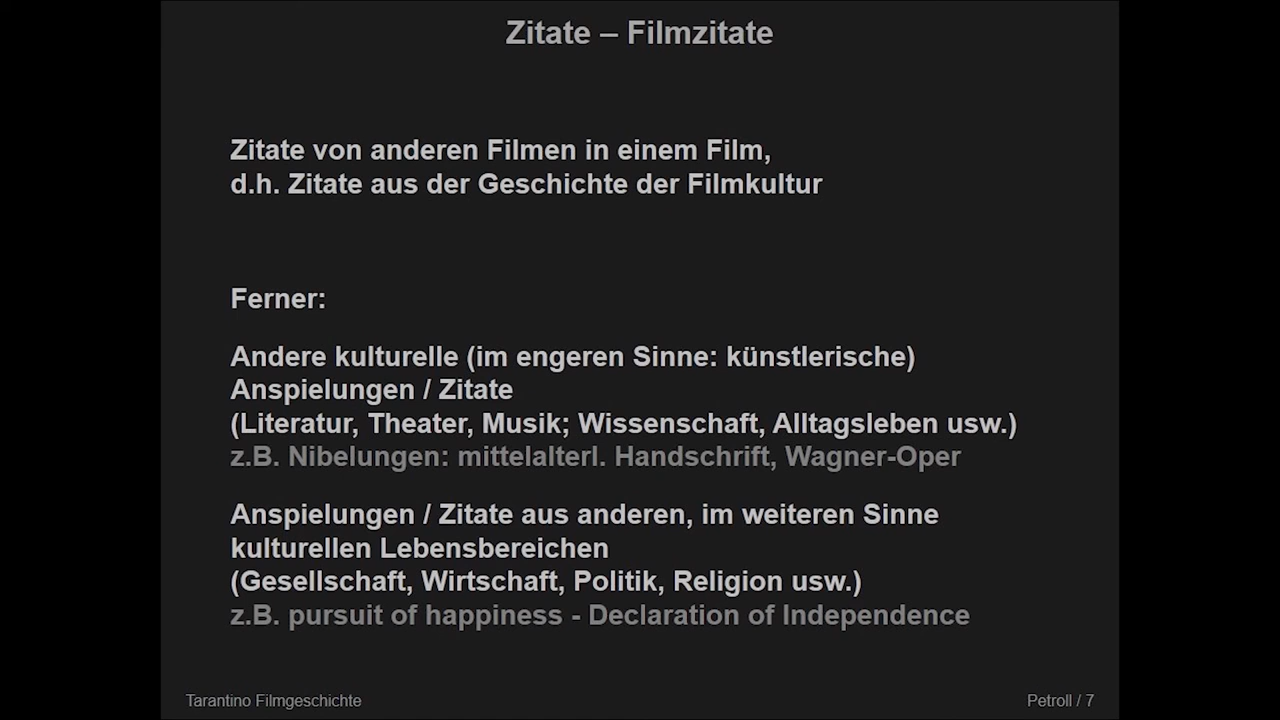 Zitate – Filmzitate
Zitate von anderen Filmen in einem Film,
d.h. Zitate aus der Geschichte der Filmkultur
Ferner:
Andere kulturelle (im engeren Sinne: künstlerische)
Anspielungen / Zitate
(Literatur, Theater, Musik; Wissenschaft, Alltagsleben usw.)
z.B. Nibelungen: mittelalterl. Handschrift, Wagner-Oper
Anspielungen / Zitate aus anderen, im weiteren Sinne
kulturellen Lebensbereichen
(Gesellschaft, Wirtschaft, Politik, Religion usw.)
z.B. pursuit of happiness - Declaration of Independence
Tarantino Filmgeschichte
Petroll / 7